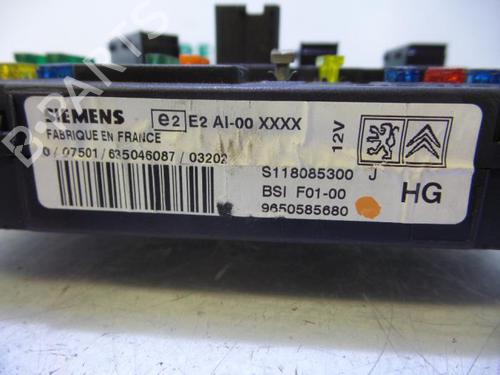 SIEMENS
e2 E2 AI-00 XXXX
FABRIQUE EN FRANCE
12V
0 / 07501 / 635046087 / 03202
S118085300 J
BSI F01-00
HG
9650585680
B-PARTS